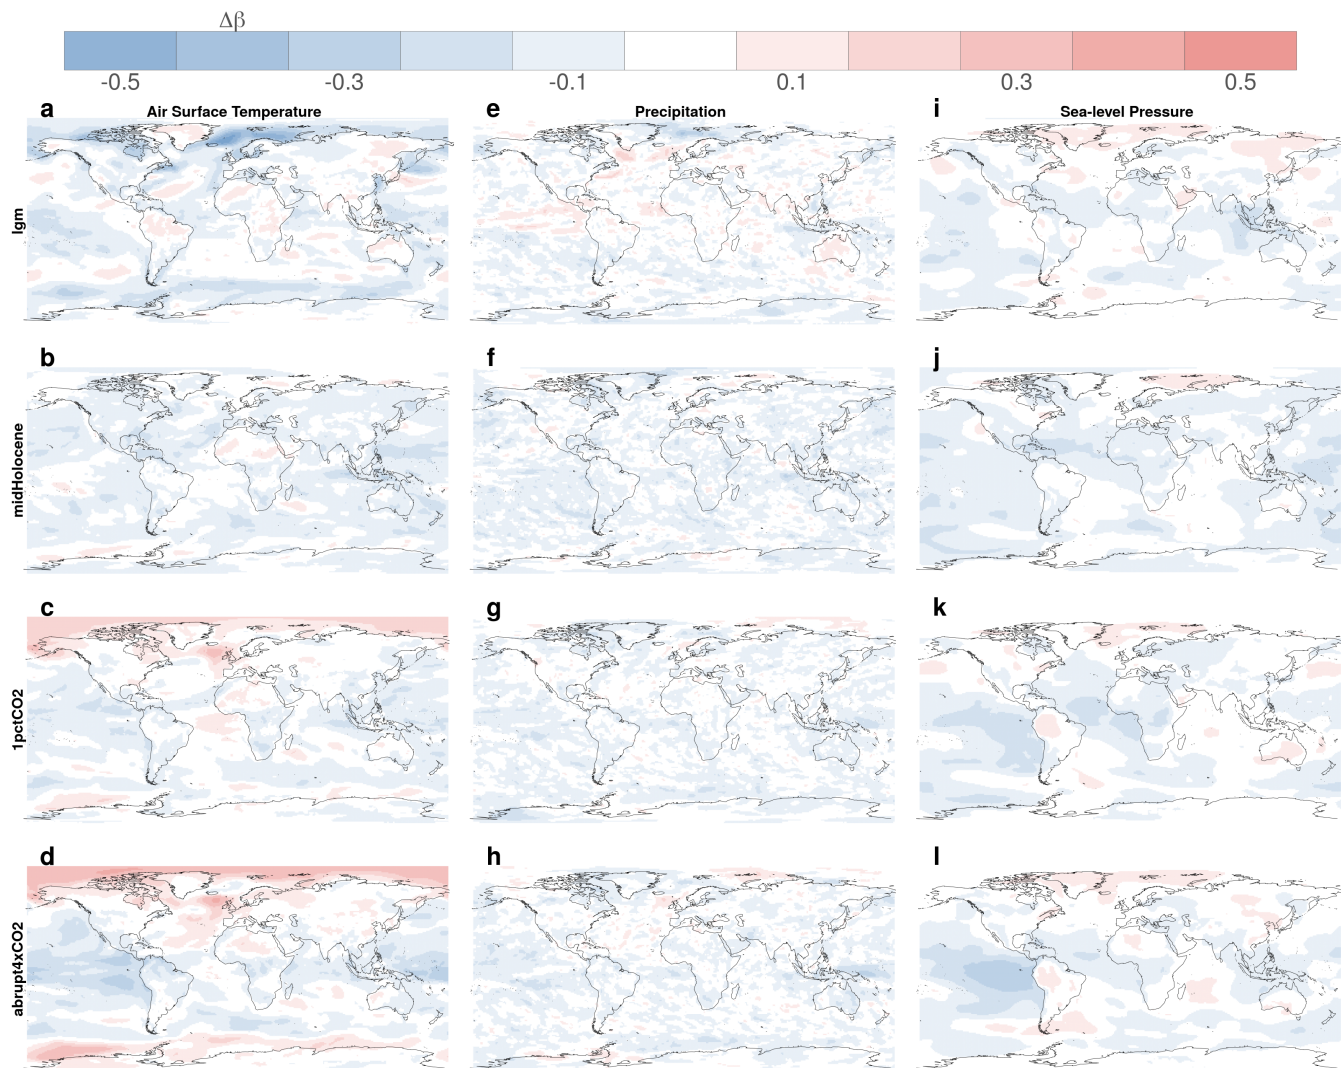 Δβ
-0.5 -0.3 -0.1 0.1 0.3 0.5
a e i
Air Surface Temperature Precipitation Sea-level Pressure
lgm
b f j
midHolocene
c g k
1pctCO2
d h l
abrupt4xCO2